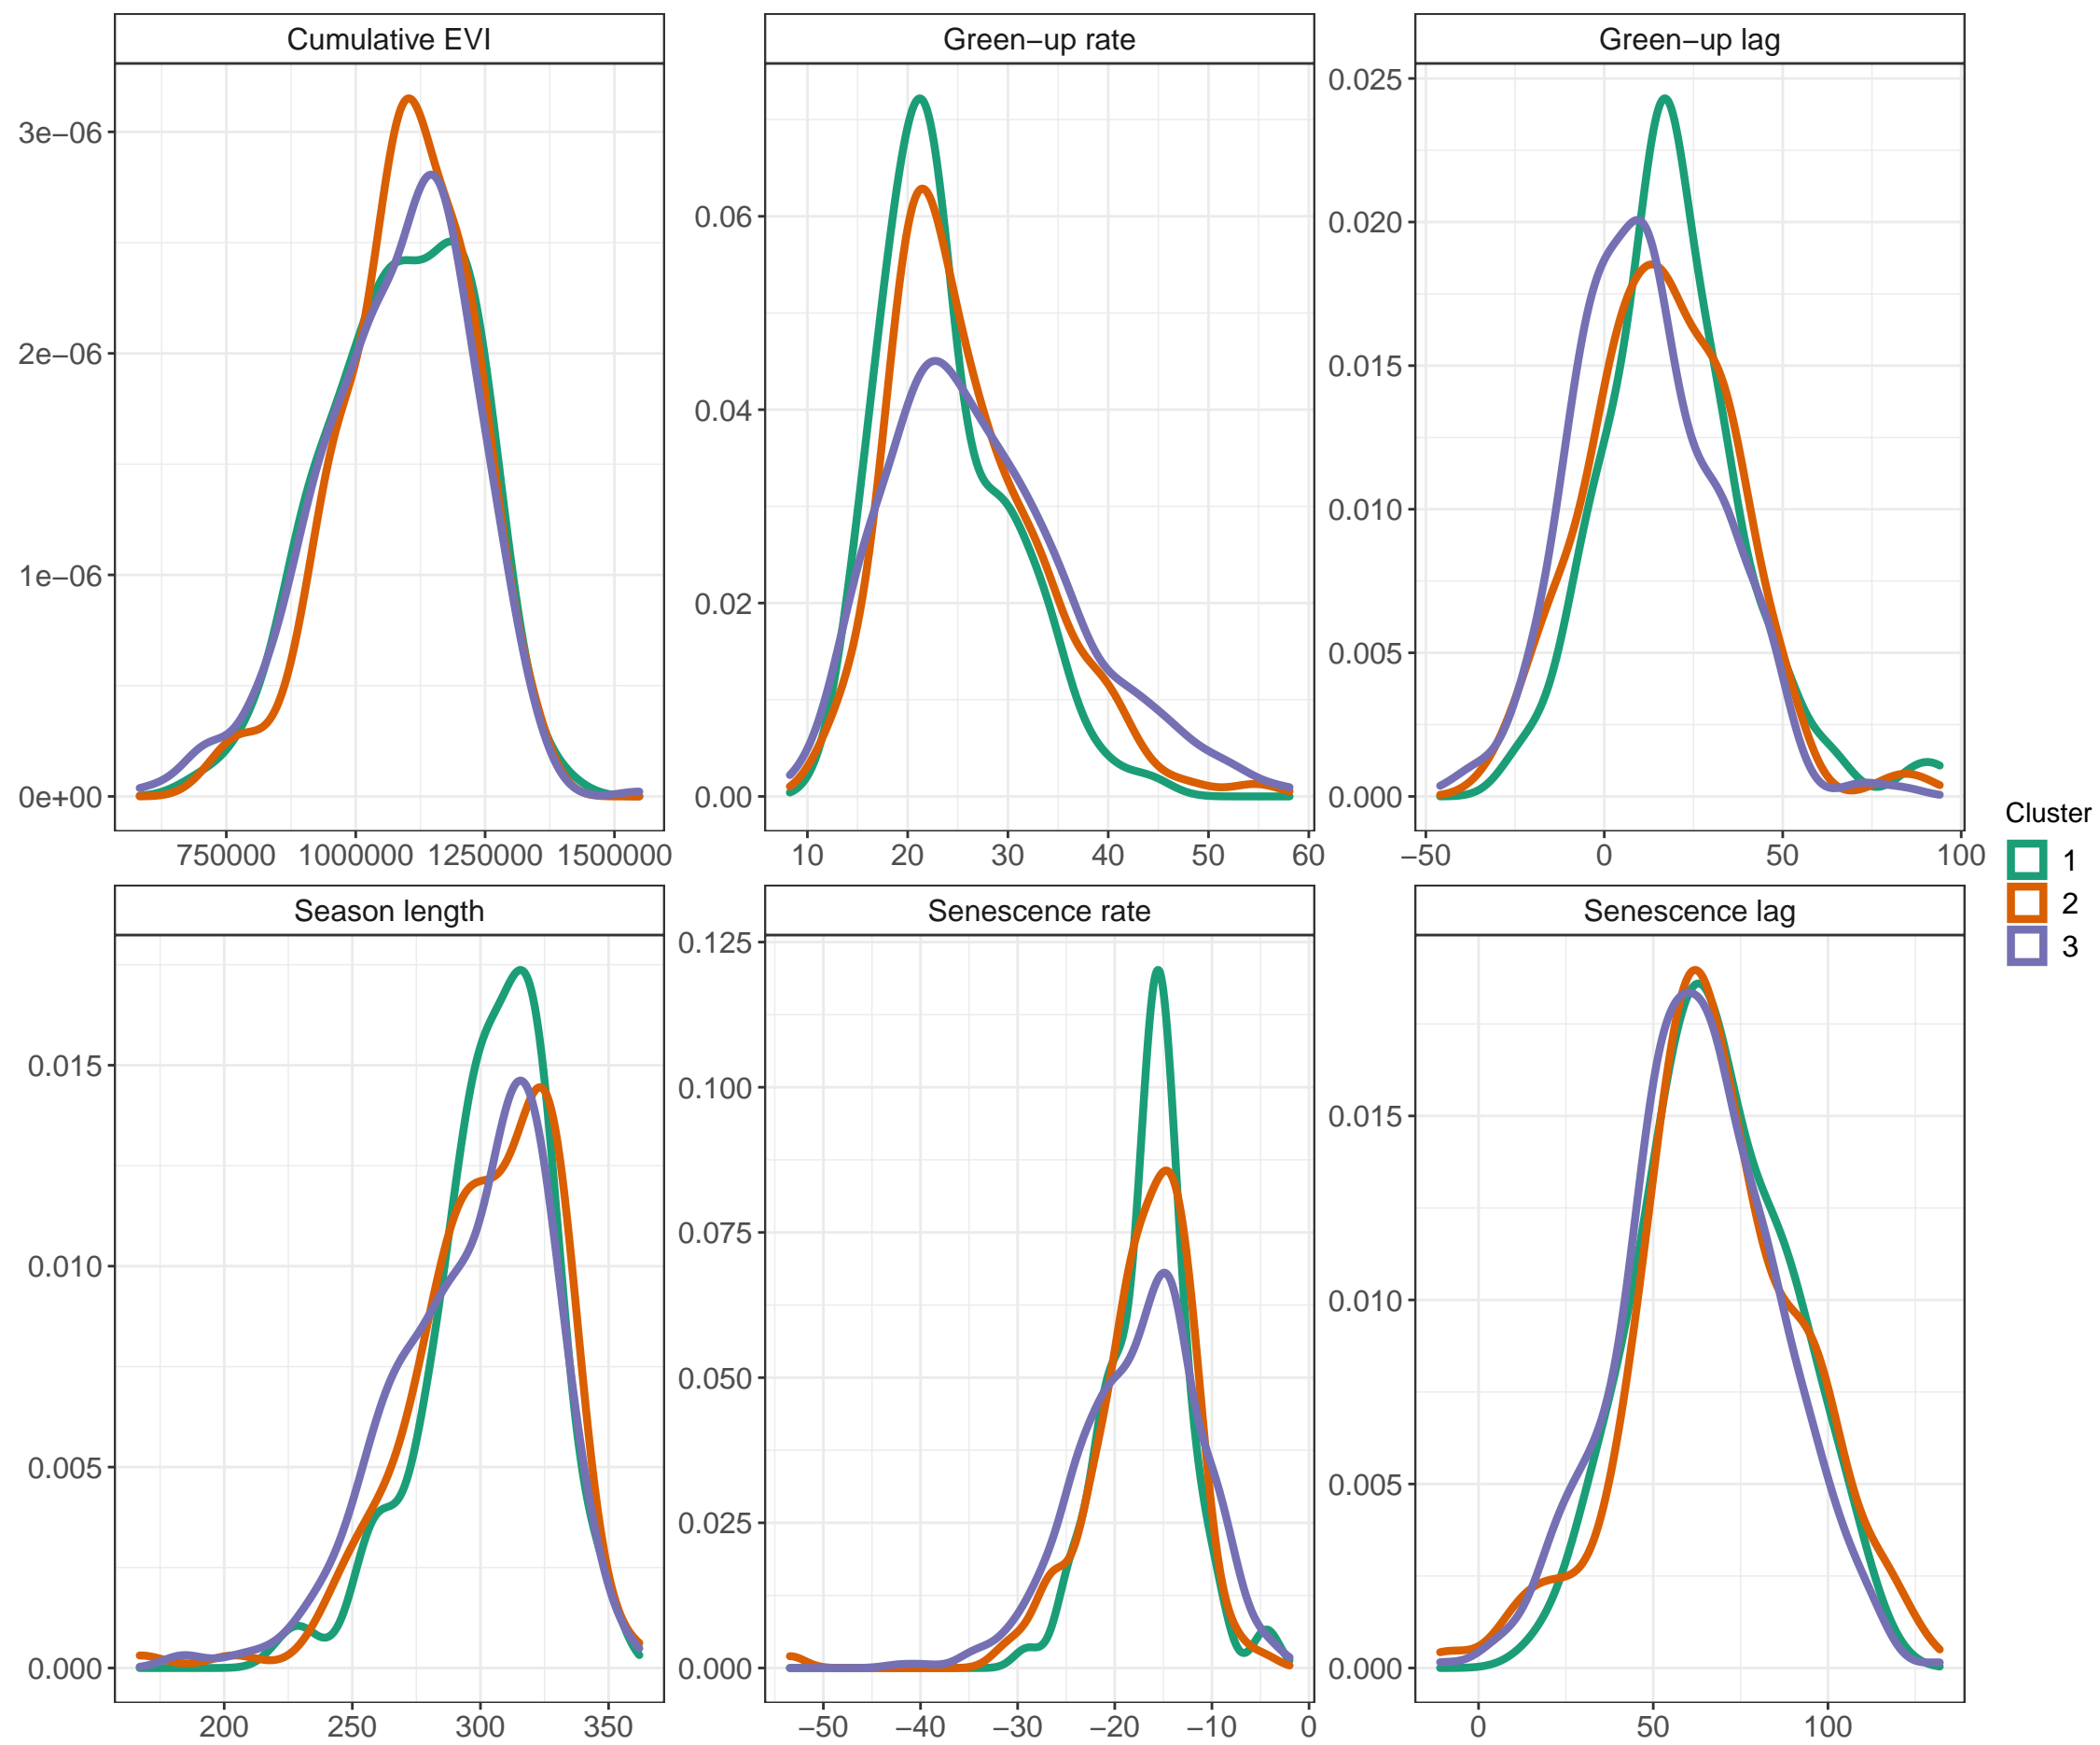 Cumulative EVI
Green−up rate
Green−up lag
3e−06
2e−06
1e−06
0e+00
750000 1000000 1250000 1500000
0.06
0.04
0.02
0.00
10 20 30 40 50 60
0.025
0.020
0.015
0.010
0.005
0.000
−50 0 50 100
Season length
Senescence rate
Senescence lag
0.015
0.010
0.005
0.000
200 250 300 350
0.125
0.100
0.075
0.050
0.025
0.000
−50 −40 −30 −20 −10 0
0.015
0.010
0.005
0.000
0 50 100
Cluster
1
2
3